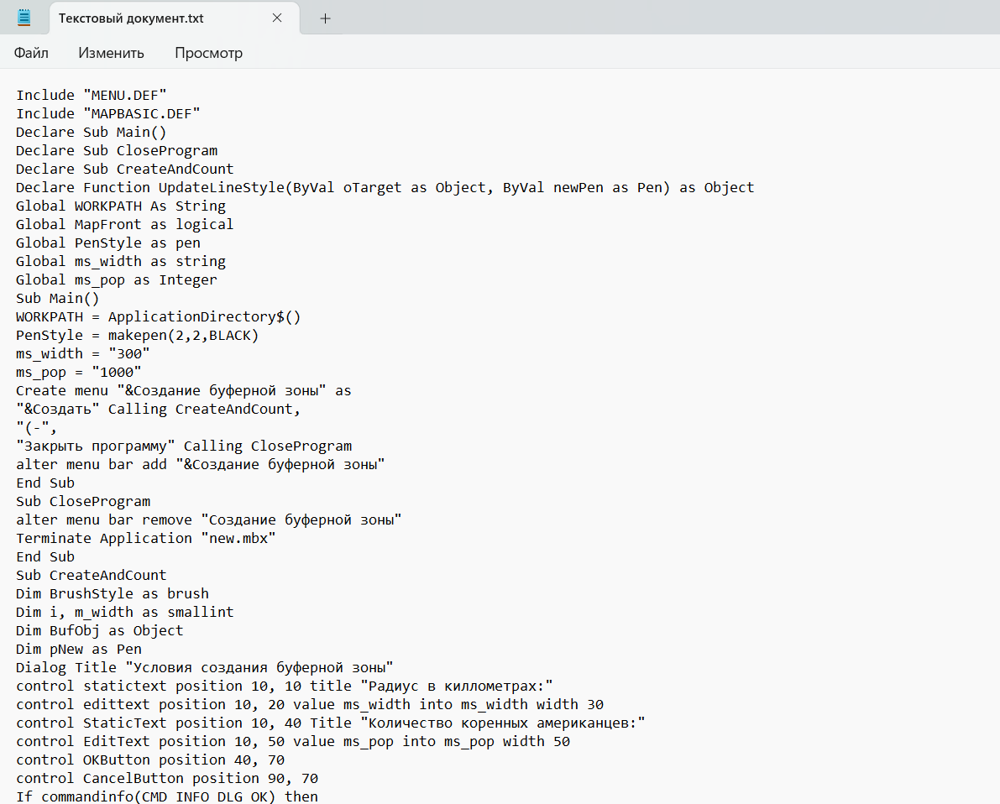 Текстовый документ.txt
Файл Изменить Просмотр
Include "MENU.DEF"
Include "MAPBASIC.DEF"
Declare Sub Main()
Declare Sub CloseProgram
Declare Sub CreateAndCount
Declare Function UpdateLineStyle(ByVal oTarget as Object, ByVal newPen as Pen) as Object
Global WORKPATH As String
Global MapFront as logical
Global PenStyle as pen
Global ms_width as string
Global ms_pop as Integer
Sub Main()
WORKPATH = ApplicationDirectory$()
PenStyle = makepen(2,2,BLACK)
ms_width = "300"
ms_pop = "1000"
Create menu "&Создание буферной зоны" as
"&Создать" Calling CreateAndCount,
"(-",
"Закрыть программу" Calling CloseProgram
alter menu bar add "&Создание буферной зоны"
End Sub
Sub CloseProgram
alter menu bar remove "Создание буферной зоны"
Terminate Application "new.mbx"
End Sub
Sub CreateAndCount
Dim BrushStyle as brush
Dim i, m_width as smallint
Dim BufObj as Object
Dim pNew as Pen
Dialog Title "Условия создания буферной зоны"
control statictext position 10, 10 title "Радиус в киллометрах:"
control edittext position 10, 20 value ms_width into ms_width width 30
control StaticText position 10, 40 Title "Количество коренных американцев:"
control EditText position 10, 50 value ms_pop into ms_pop width 50
control OKButton position 40, 70
control CancelButton position 90, 70
If commandinfo(CMD_INFO_DLG_OK) then